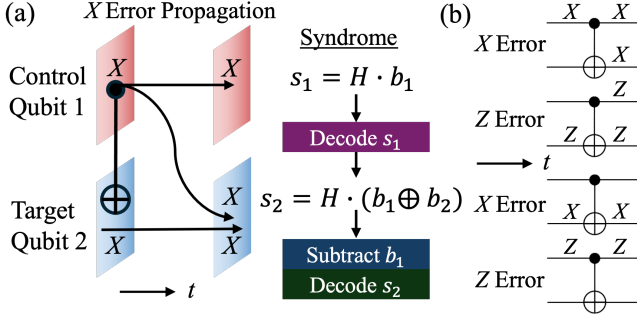 (a)
X Error Propagation
Control
Qubit 1
X
X
Target
Qubit 2
X
X
X
t
Syndrome
s₁ = H · b₁
Decode s₁
s₂ = H · (b₁ ⊕ b₂)
Subtract b₁
Decode s₂
(b)
X Error
X X
X
Z Error
Z
Z Z
t
X Error
X X
Z Error
Z Z